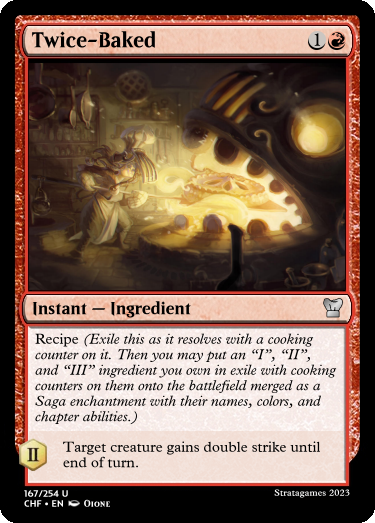 Twice-Baked 1
Instant — Ingredient
Recipe (Exile this as it resolves with a cooking
counter on it. Then you may put an “I”, “II”,
and “III” ingredient you own in exile with cooking
counters on them onto the battlefield merged as a
Saga enchantment with their names, colors, and
chapter abilities.)
II Target creature gains double strike until
end of turn.
167/254 U Stratagames 2023
CHF • EN OIONE